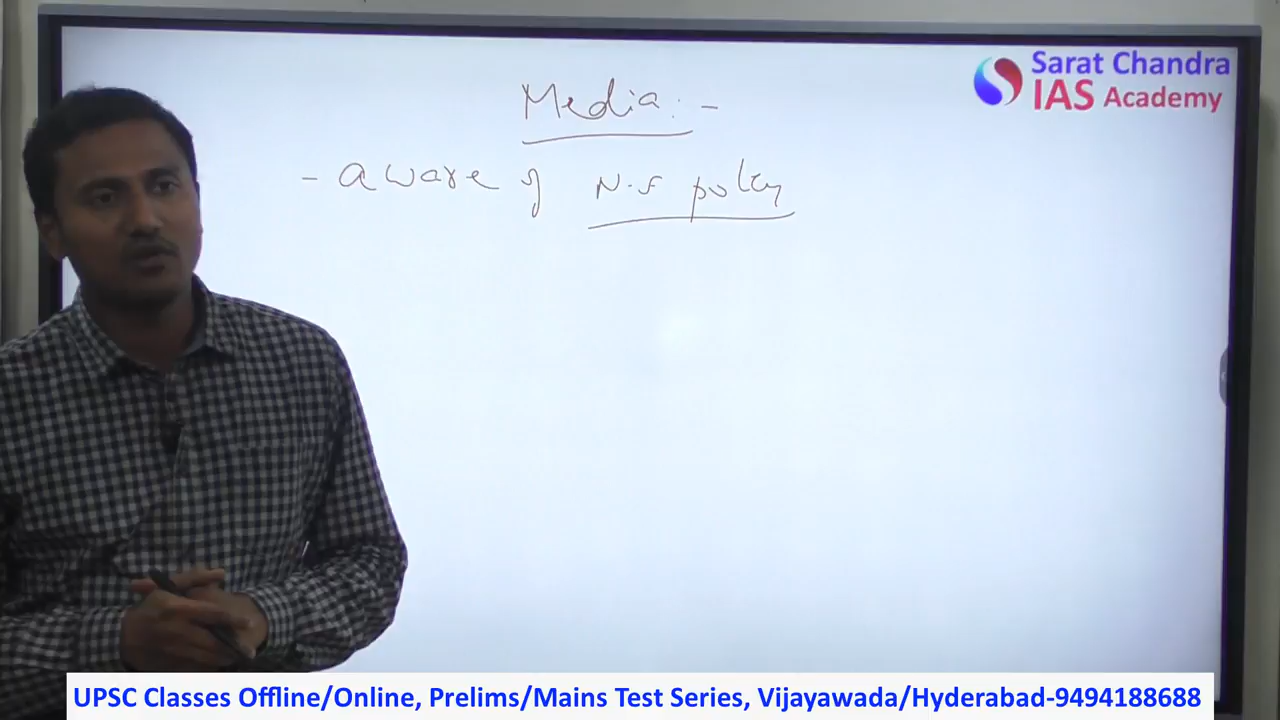 Sarat Chandra
IAS Academy
Media: -
- aware of N.S policy
UPSC Classes Offline/Online, Prelims/Mains Test Series, Vijayawada/Hyderabad-9494188688